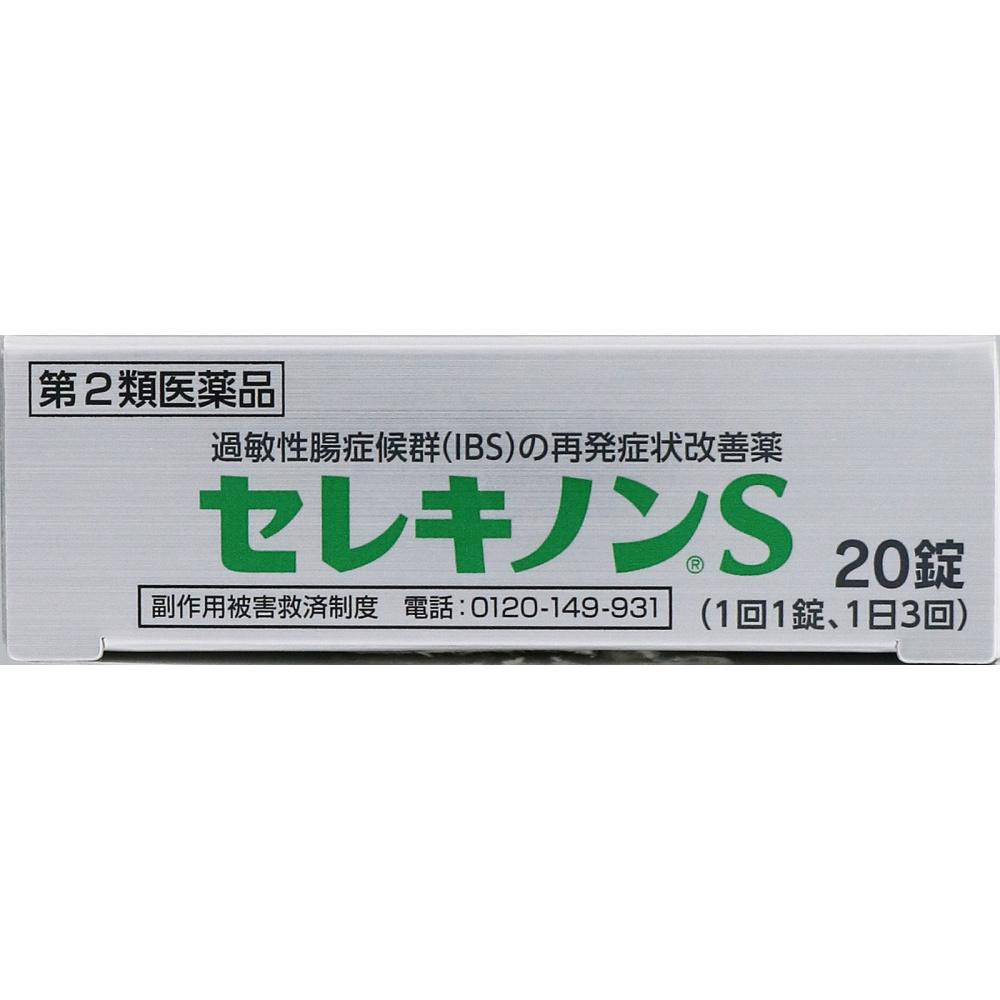 第2類医薬品
過敏性腸症候群(IBS)の再発症状改善薬
セレキノン®S
20錠
副作用被害救済制度 電話:0120-149-931
(1回1錠、1日3回)